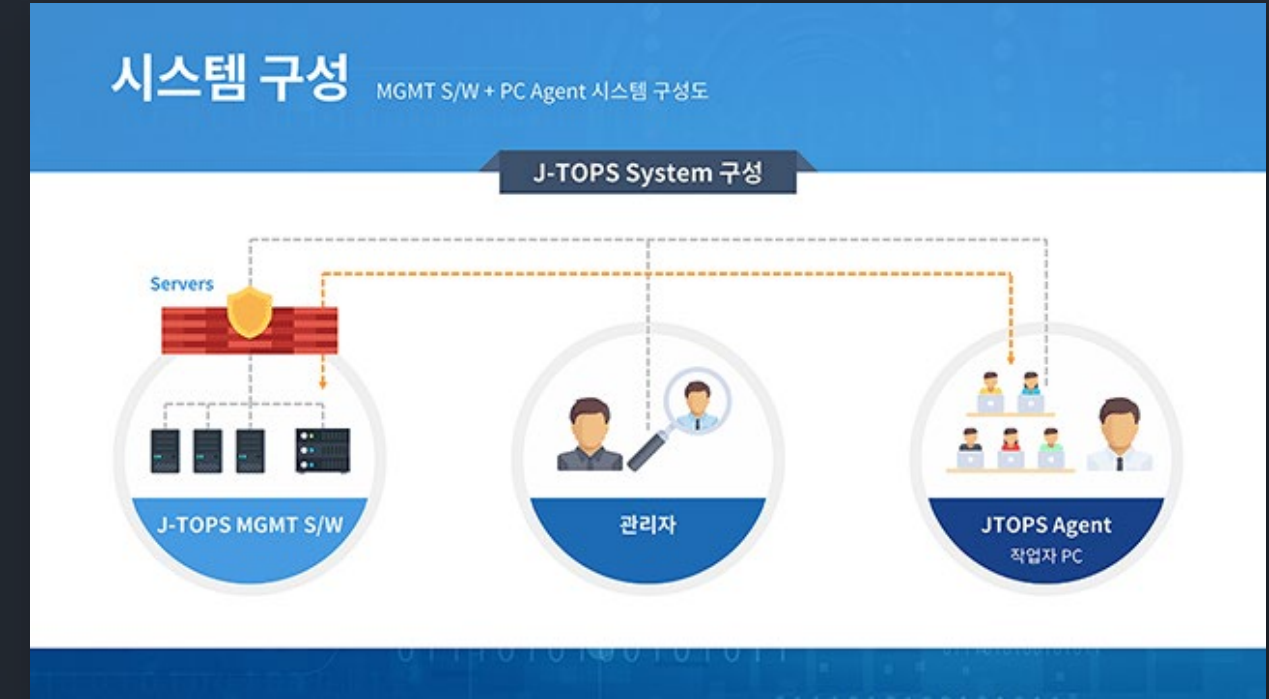 시스템 구성
MGMT S/W + PC Agent 시스템 구성도
J-TOPS System 구성
Servers
J-TOPS MGMT S/W
관리자
JTOPS Agent
작업자 PC